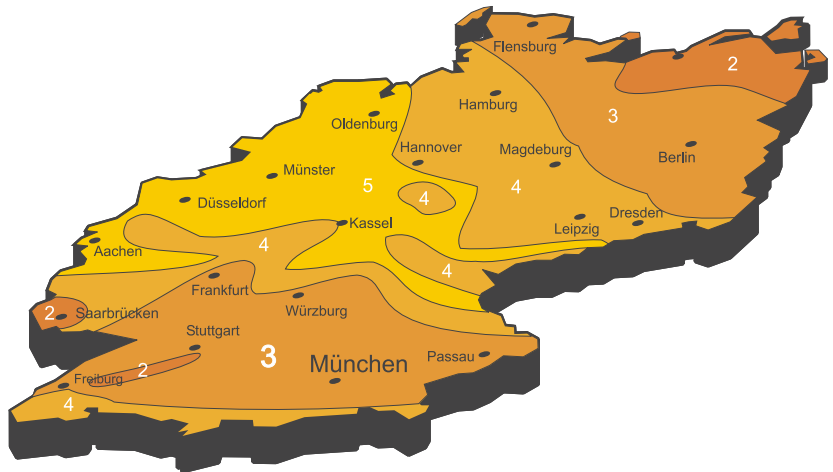 Flensburg
2
Hamburg
3
Oldenburg
Hannover
Magdeburg
Berlin
Münster
5
4
4
Düsseldorf
Kassel
Leipzig
Dresden
Aachen
4
4
Frankfurt
Würzburg
2
Saarbrücken
Stuttgart
3
München
Passau
2
Freiburg
4